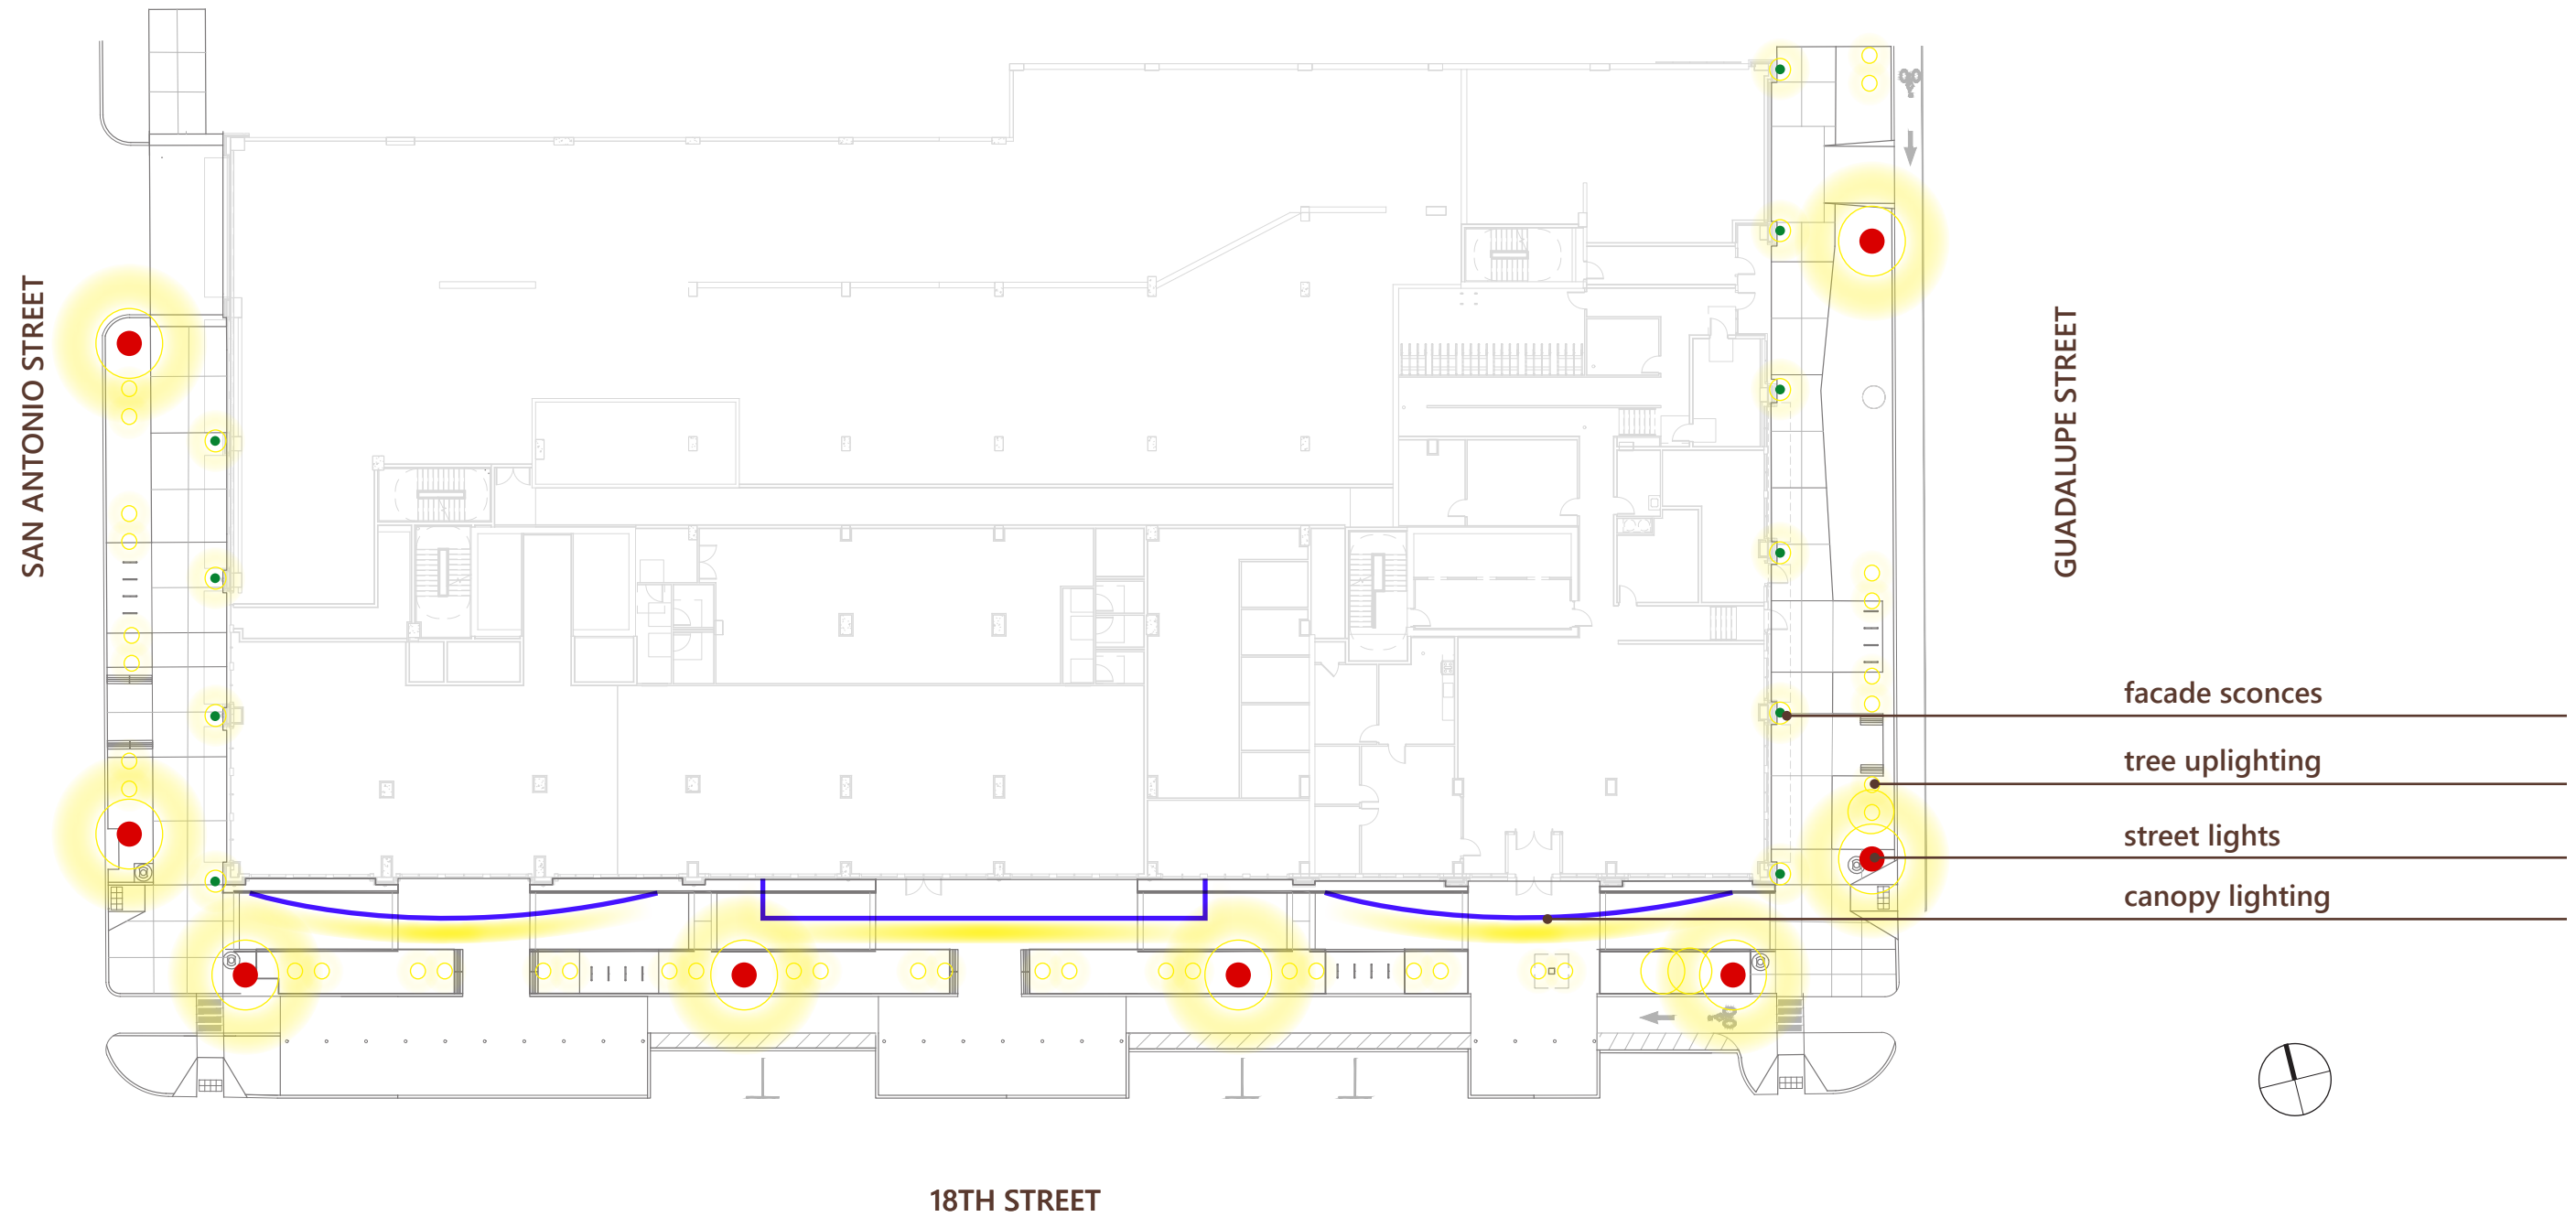 SAN ANTONIO STREET
GUADALUPE STREET
facade sconces
tree uplighting
street lights
canopy lighting
18TH STREET